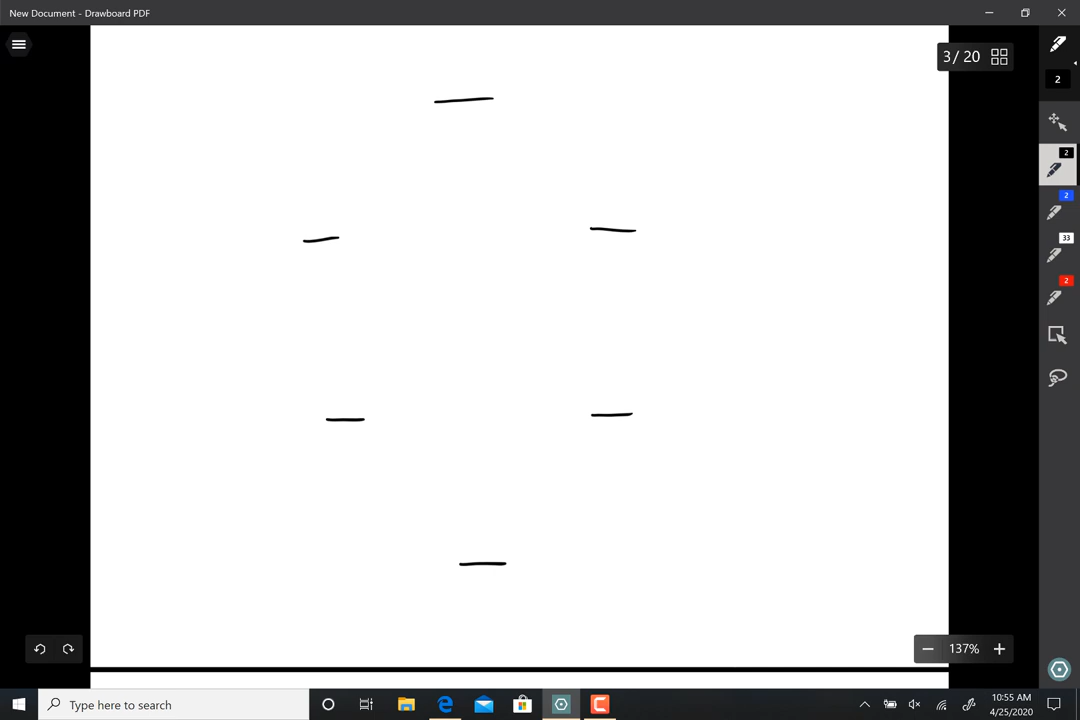 New Document - Drawboard PDF
3 / 20
2
2
2
33
2
137%
Type here to search
10:55 AM
4/25/2020